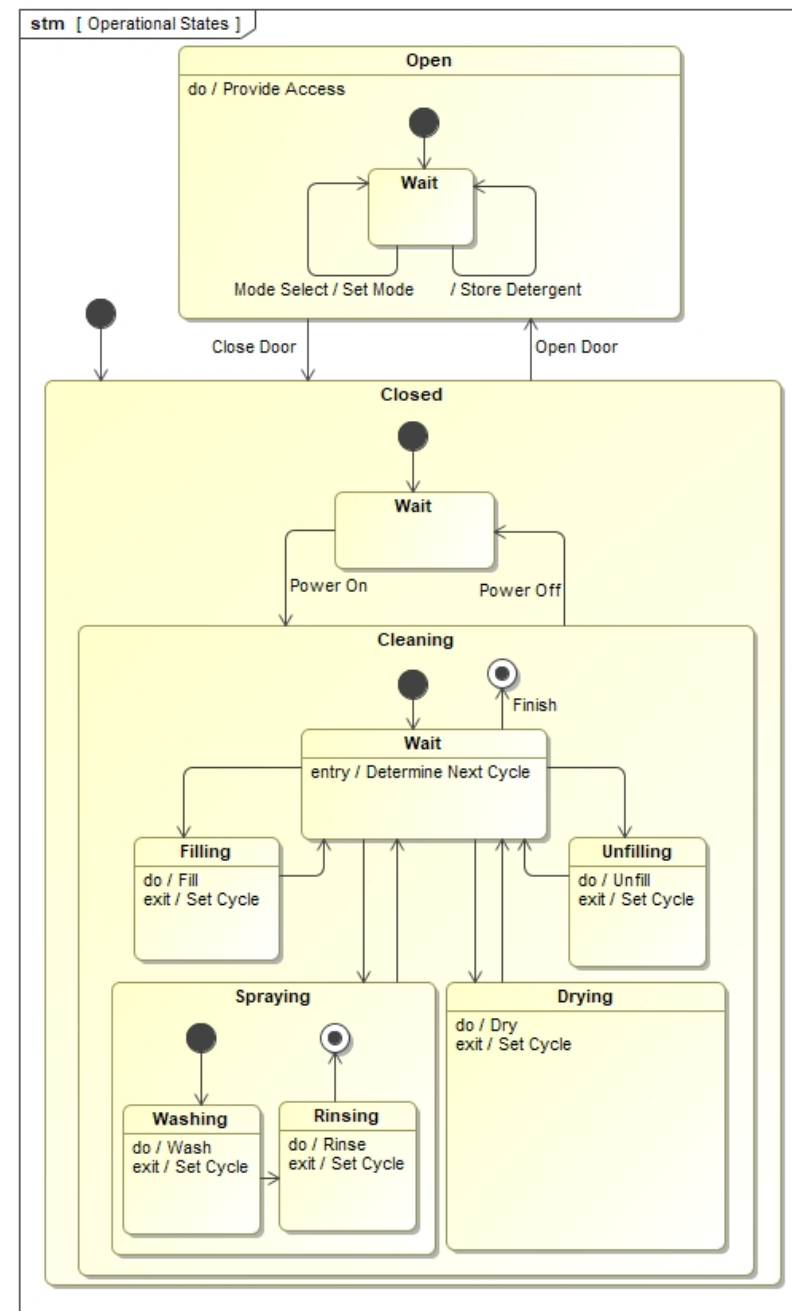 stm [ Operational States ]
Open
do / Provide Access
Wait
Mode Select / Set Mode
/ Store Detergent
Close Door
Open Door
Closed
Wait
Power On
Power Off
Cleaning
Finish
Wait
entry / Determine Next Cycle
Filling
do / Fill
exit / Set Cycle
Unfilling
do / Unfill
exit / Set Cycle
Spraying
Washing
do / Wash
exit / Set Cycle
Rinsing
do / Rinse
exit / Set Cycle
Drying
do / Dry
exit / Set Cycle